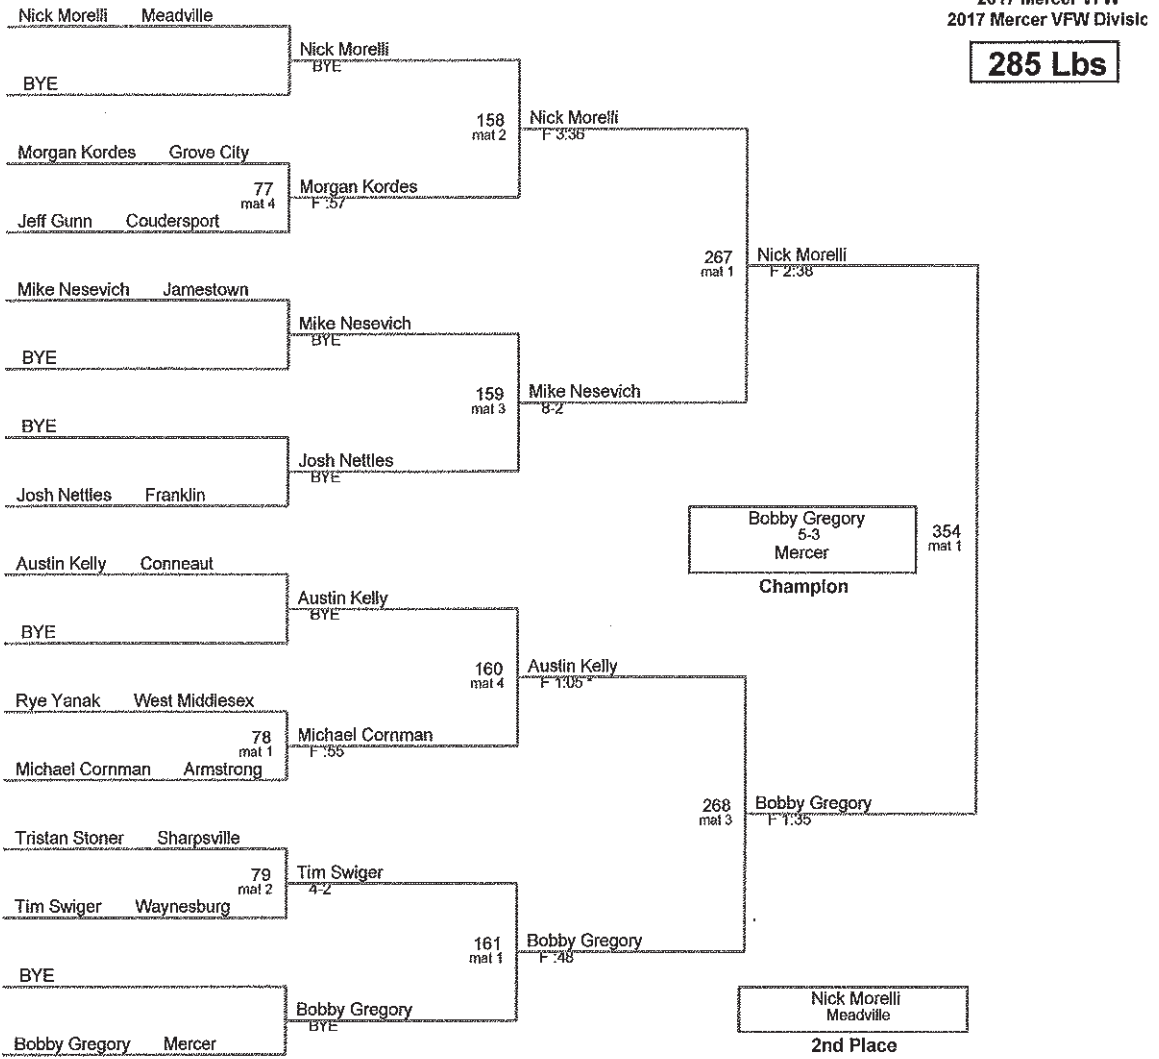 2017 Mercer VFW
2017 Mercer VFW Divisic
285 Lbs
Nick Morelli Meadville
BYE
Nick Morelli
BYE
Morgan Kordes Grove City
77
mat 4
Jeff Gunn Coudersport
Morgan Kordes
F :57
158
mat 2
Nick Morelli
F 3:36
Mike Nesevich Jamestown
BYE
Mike Nesevich
BYE
BYE
Josh Nettles Franklin
Josh Nettles
BYE
159
mat 3
Mike Nesevich
8-2
267
mat 1
Nick Morelli
F 2:38
Austin Kelly Conneaut
BYE
Austin Kelly
BYE
Rye Yanak West Middlesex
78
mat 1
Michael Cornman Armstrong
Michael Cornman
F :55
160
mat 4
Austin Kelly
F 1:05 *
Tristan Stoner Sharpsville
79
mat 2
Tim Swiger Waynesburg
Tim Swiger
4-2
BYE
Bobby Gregory Mercer
Bobby Gregory
BYE
161
mat 1
Bobby Gregory
F :48
268
mat 3
Bobby Gregory
F 1:35
354
mat 1
Bobby Gregory
5-3
Mercer
Champion
Nick Morelli
Meadville
2nd Place